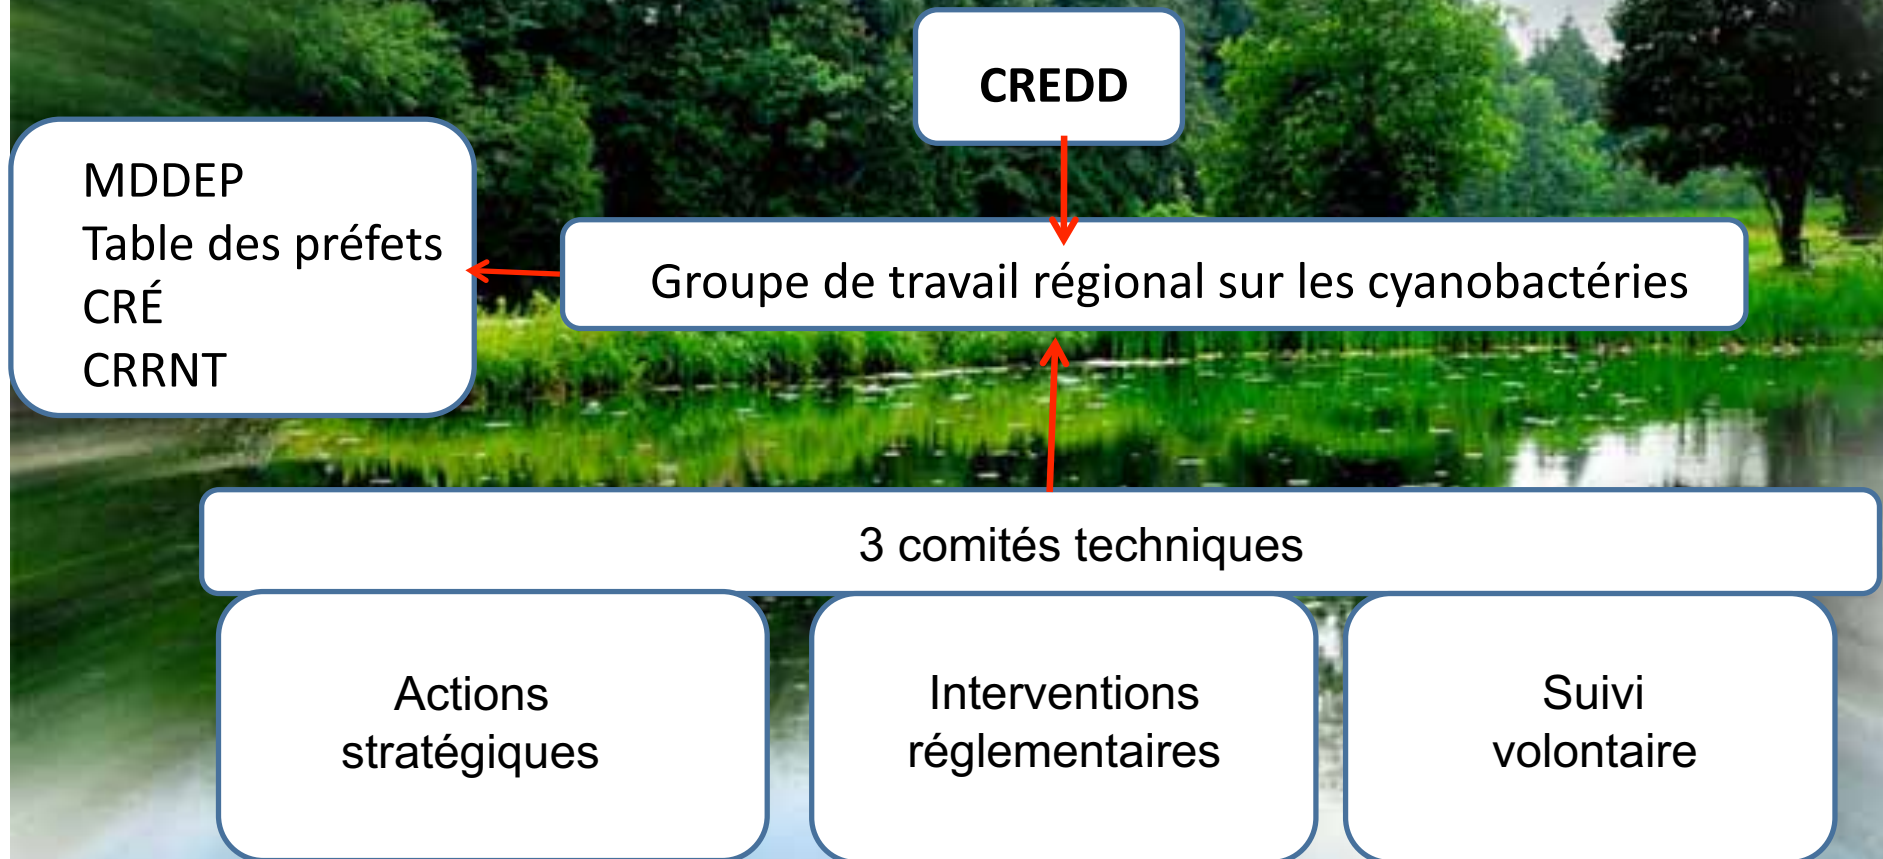 CREDD
MDDEP
Table des préfets
CRÉ
CRRNT
Groupe de travail régional sur les cyanobactéries
3 comités techniques
Actions
stratégiques
Interventions
réglementaires
Suivi
volontaire